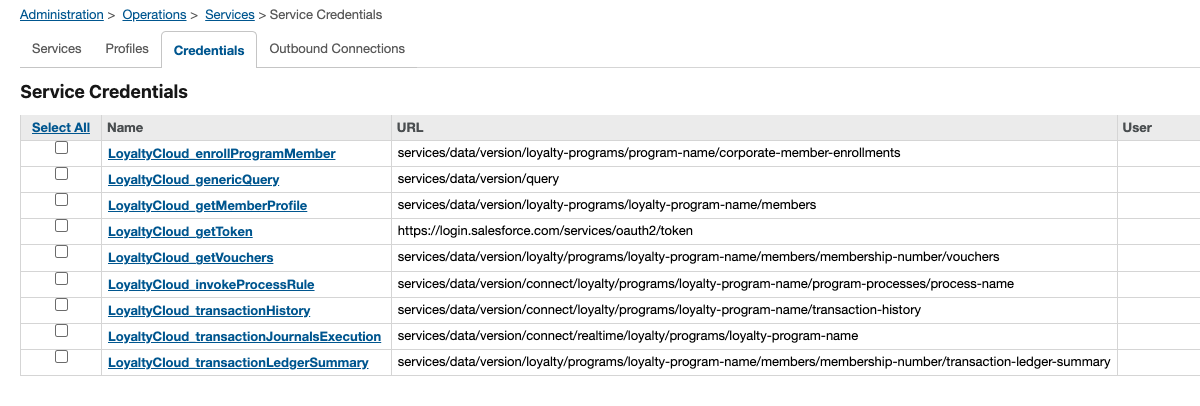 Administration > Operations > Services > Service Credentials
Services Profiles Credentials Outbound Connections
Service Credentials
Select All Name URL User
LoyaltyCloud_enrollProgramMember services/data/version/loyalty-programs/program-name/corporate-member-enrollments
LoyaltyCloud_genericQuery services/data/version/query
LoyaltyCloud_getMemberProfile services/data/version/loyalty-programs/loyalty-program-name/members
LoyaltyCloud_getToken https://login.salesforce.com/services/oauth2/token
LoyaltyCloud_getVouchers services/data/version/loyalty/programs/loyalty-program-name/members/membership-number/vouchers
LoyaltyCloud_invokeProcessRule services/data/version/connect/loyalty/programs/loyalty-program-name/program-processes/process-name
LoyaltyCloud_transactionHistory services/data/version/connect/loyalty/programs/loyalty-program-name/transaction-history
LoyaltyCloud_transactionJournalsExecution services/data/version/connect/realtime/loyalty/programs/loyalty-program-name
LoyaltyCloud_transactionLedgerSummary services/data/version/loyalty/programs/loyalty-program-name/members/membership-number/transaction-ledger-summary